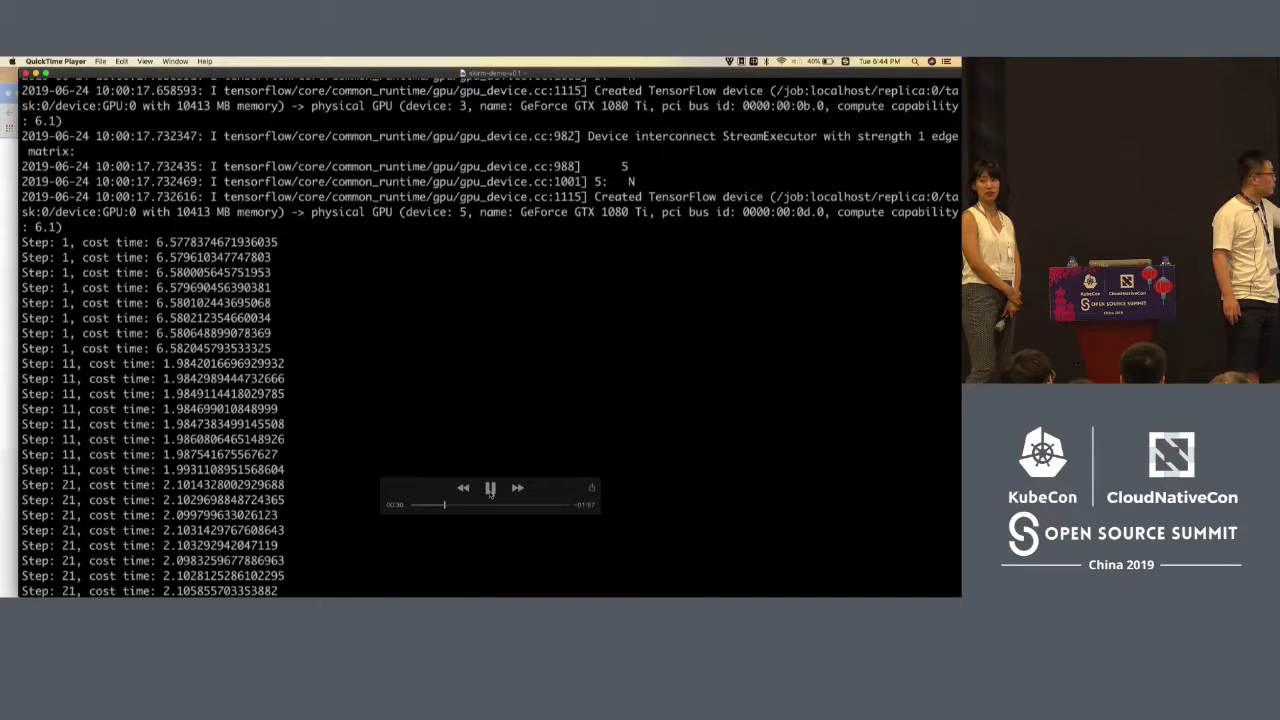 QuickTime Player File Edit View Window Help 40% Tue 6:44 PM
slurm-demo-v0.1
2019-06-24 10:00:17.658593: I tensorflow/core/common_runtime/gpu/gpu_device.cc:1115] Created TensorFlow device (/job:localhost/replica:0/ta
sk:0/device:GPU:0 with 10413 MB memory) -> physical GPU (device: 3, name: GeForce GTX 1080 Ti, pci bus id: 0000:00:0b.0, compute capability
: 6.1)
2019-06-24 10:00:17.732347: I tensorflow/core/common_runtime/gpu/gpu_device.cc:982] Device interconnect StreamExecutor with strength 1 edge
matrix:
2019-06-24 10:00:17.732435: I tensorflow/core/common_runtime/gpu/gpu_device.cc:988] 5
2019-06-24 10:00:17.732469: I tensorflow/core/common_runtime/gpu/gpu_device.cc:1001] 5: N
2019-06-24 10:00:17.732616: I tensorflow/core/common_runtime/gpu/gpu_device.cc:1115] Created TensorFlow device (/job:localhost/replica:0/ta
sk:0/device:GPU:0 with 10413 MB memory) -> physical GPU (device: 5, name: GeForce GTX 1080 Ti, pci bus id: 0000:00:0d.0, compute capability
: 6.1)
Step: 1, cost time: 6.5778374671936035
Step: 1, cost time: 6.579610347747803
Step: 1, cost time: 6.580005645751953
Step: 1, cost time: 6.579690456390381
Step: 1, cost time: 6.580102443695068
Step: 1, cost time: 6.580212354660034
Step: 1, cost time: 6.580648899078369
Step: 1, cost time: 6.582045793533325
Step: 11, cost time: 1.9842016696929932
Step: 11, cost time: 1.9842989444732666
Step: 11, cost time: 1.9849114418029785
Step: 11, cost time: 1.984699010848999
Step: 11, cost time: 1.9847383499145508
Step: 11, cost time: 1.9860806465148926
Step: 11, cost time: 1.987541675567627
Step: 11, cost time: 1.9931108951568604
Step: 21, cost time: 2.1014328002929688
Step: 21, cost time: 2.1029698848724365
Step: 21, cost time: 2.099799633026123
Step: 21, cost time: 2.1031429767608643
Step: 21, cost time: 2.103292942047119
Step: 21, cost time: 2.0983259677886963
Step: 21, cost time: 2.1028125286102295
Step: 21, cost time: 2.105855703353882
00:30 -01:57
KubeCon CloudNativeCon
OPEN SOURCE SUMMIT
China 2019
KubeCon CloudNativeCon
OPEN SOURCE SUMMIT
China 2019